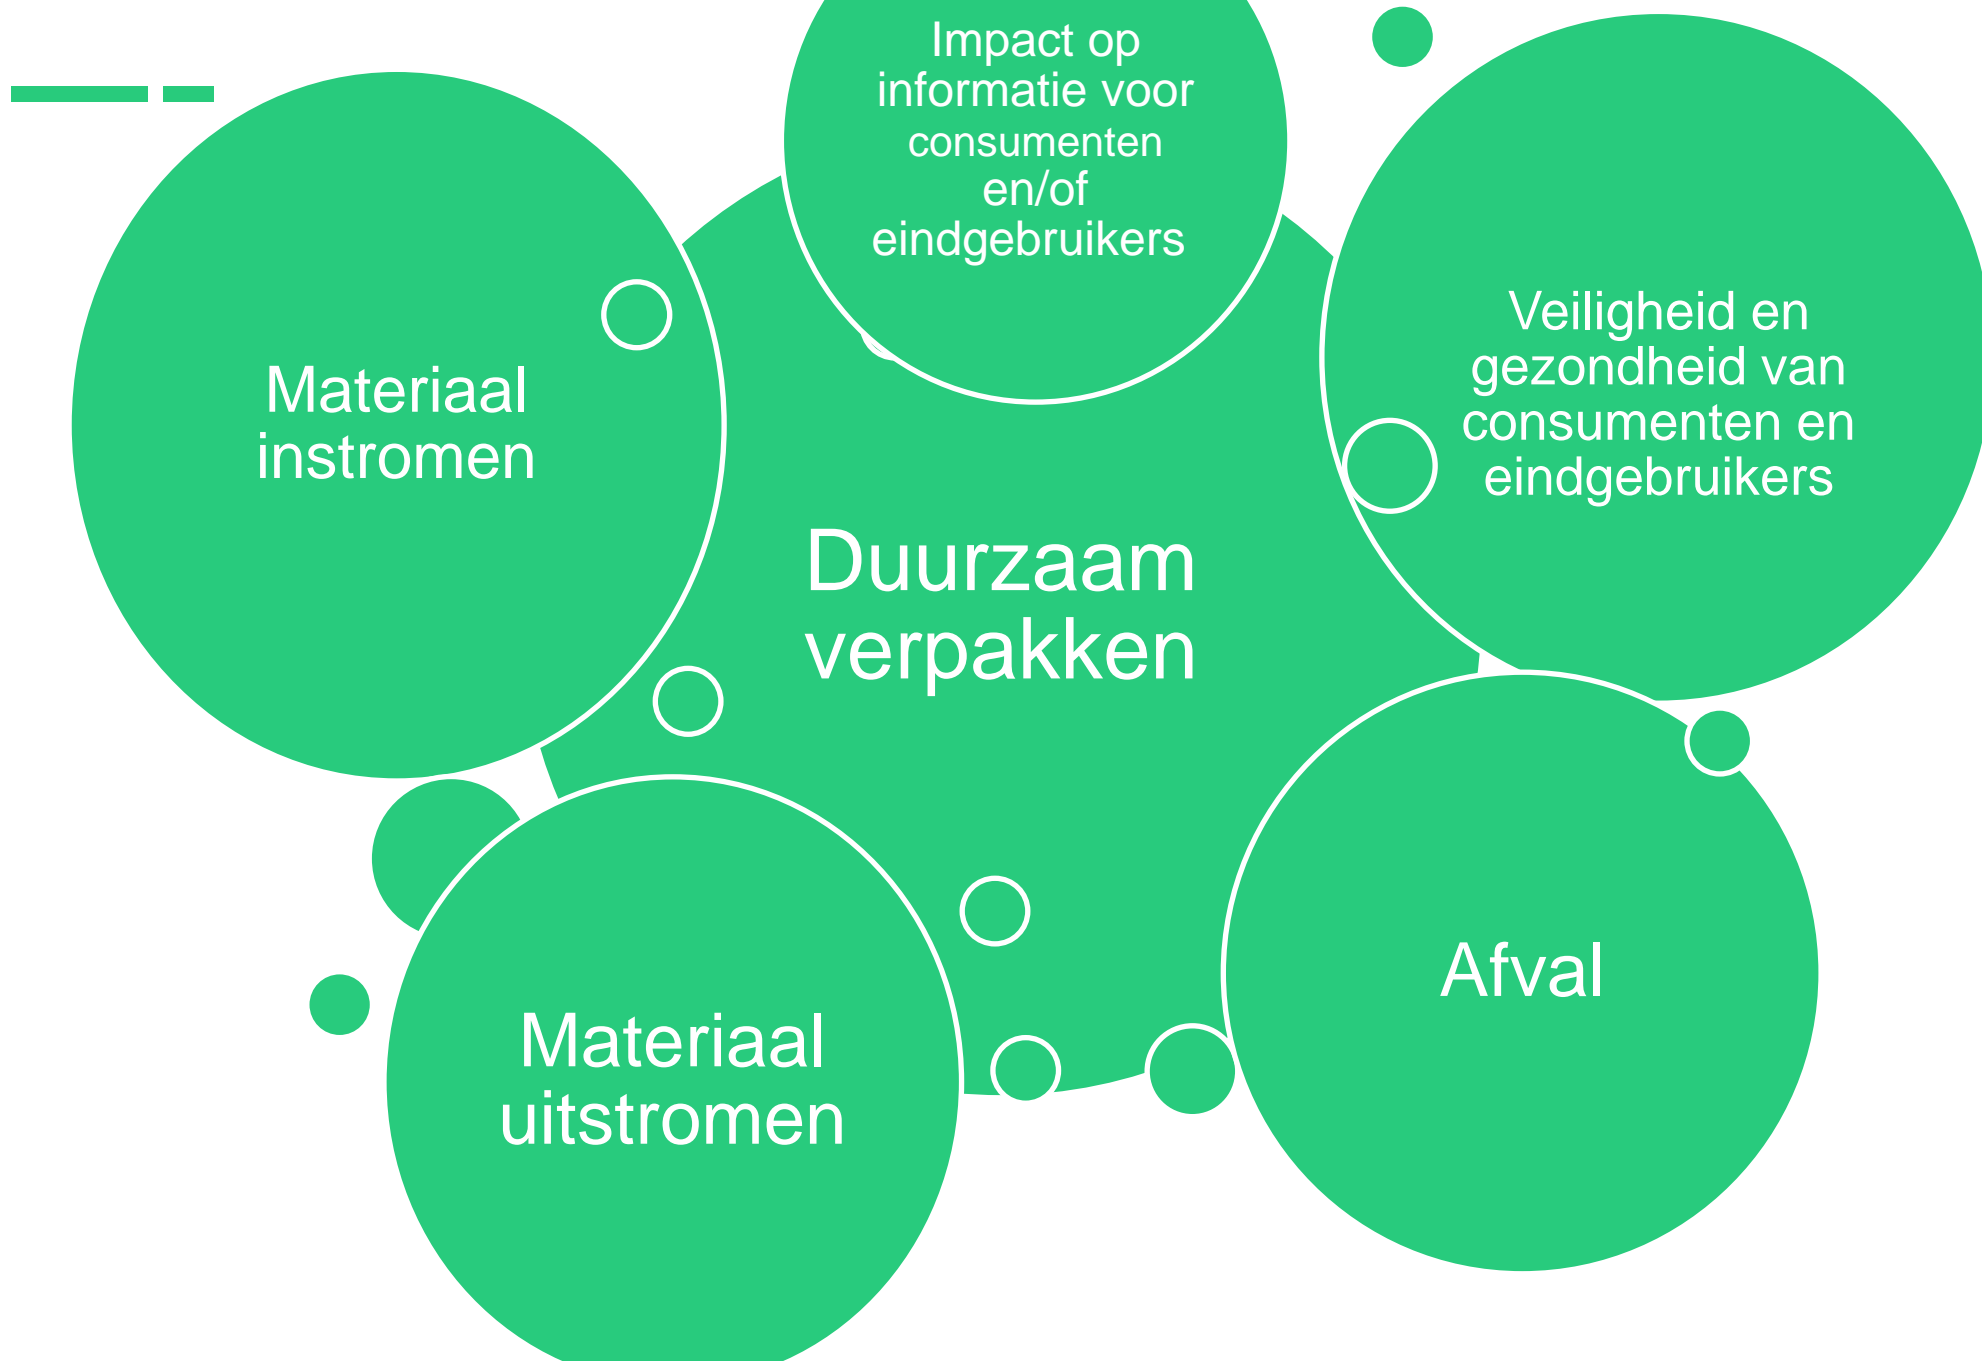 Impact op
informatie voor
consumenten
en/of
eindgebruikers
Veiligheid en
gezondheid van
consumenten en
eindgebruikers
Materiaal
instromen
Duurzaam
verpakken
Afval
Materiaal
uitstromen